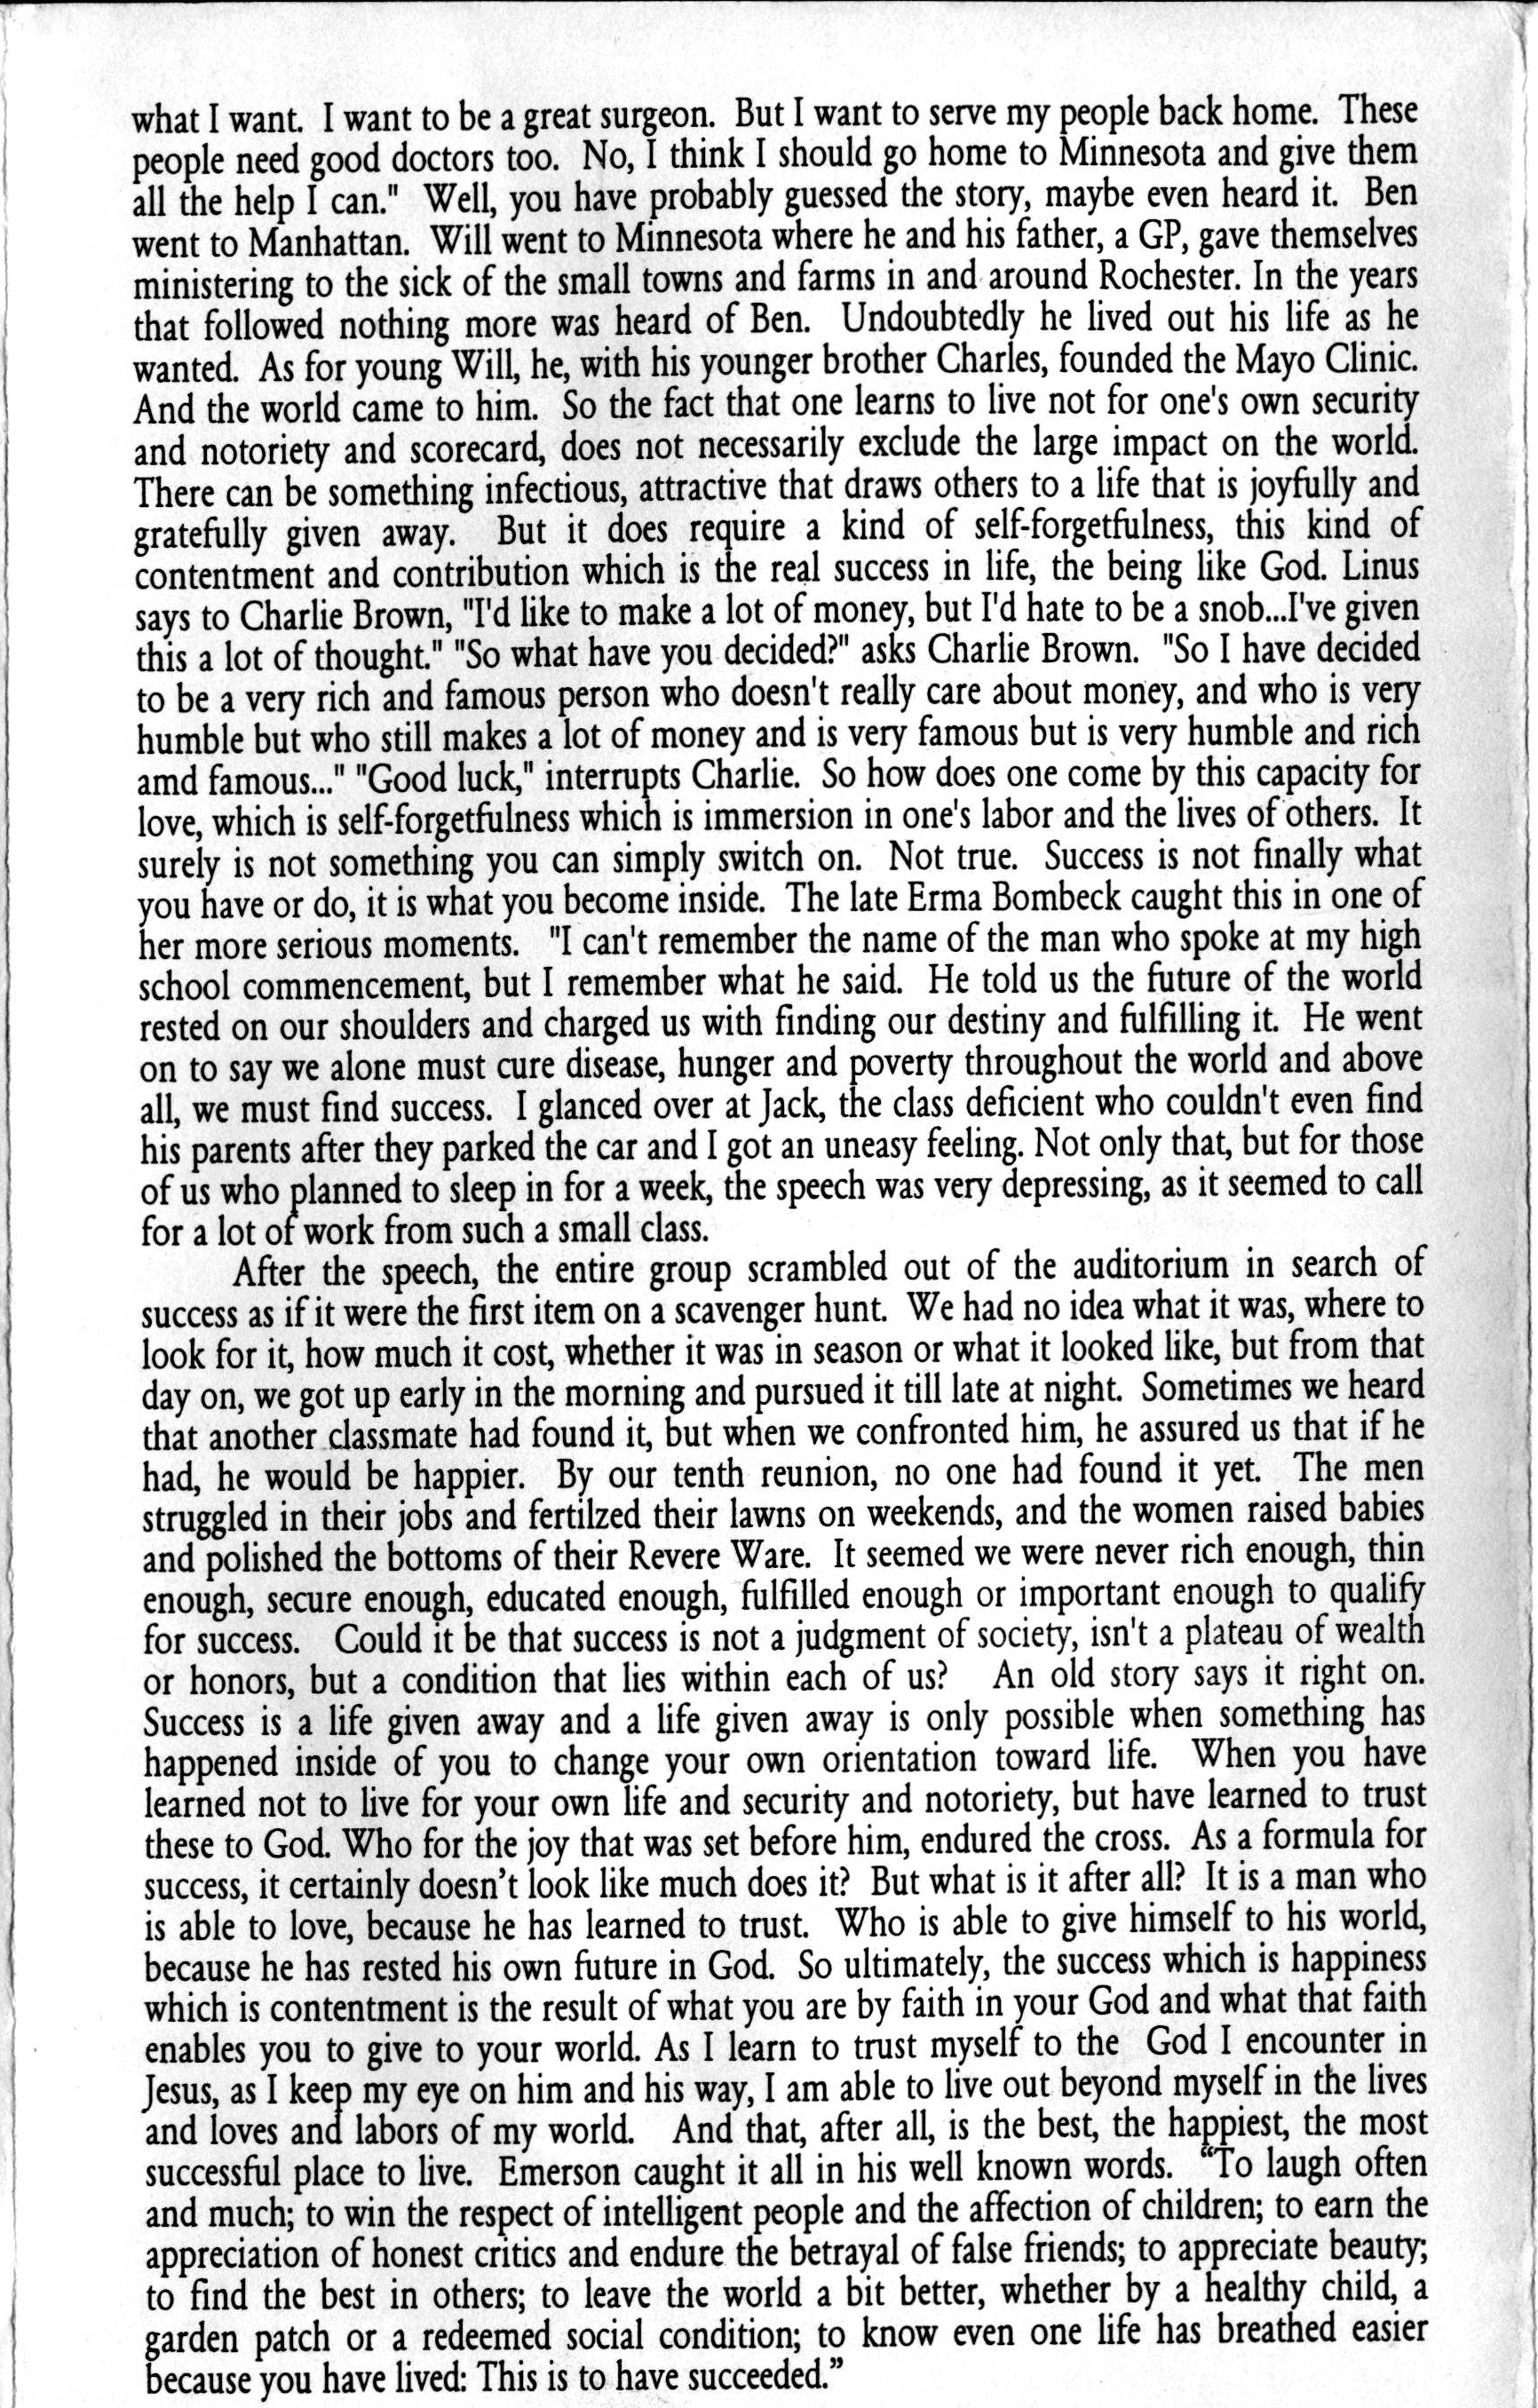 what I want. I want to be a great surgeon. But I want to serve my people back home. These
people need good doctors too. No, I think I should go home to Minnesota and give them
all the help I can." Well, you have probably guessed the story, maybe even heard it. Ben
went to Manhattan. Will went to Minnesota where he and his father, a GP, gave themselves
ministering to the sick of the small towns and farms in and around Rochester. In the years
that followed nothing more was heard of Ben. Undoubtedly he lived out his life as he
wanted. As for young Will, he, with his younger brother Charles, founded the Mayo Clinic.
And the world came to him. So the fact that one learns to live not for one's own security
and notoriety and scorecard, does not necessarily exclude the large impact on the world.
There can be something infectious, attractive that draws others to a life that is joyfully and
gratefully given away. But it does require a kind of self-forgetfulness, this kind of
contentment and contribution which is the real success in life, the being like God. Linus
says to Charlie Brown, "I'd like to make a lot of money, but I'd hate to be a snob...I've given
this a lot of thought." "So what have you decided?" asks Charlie Brown. "So I have decided
to be a very rich and famous person who doesn't really care about money, and who is very
humble but who still makes a lot of money and is very famous but is very humble and rich
amd famous..." "Good luck," interrupts Charlie. So how does one come by this capacity for
love, which is self-forgetfulness which is immersion in one's labor and the lives of others. It
surely is not something you can simply switch on. Not true. Success is not finally what
you have or do, it is what you become inside. The late Erma Bombeck caught this in one of
her more serious moments. "I can't remember the name of the man who spoke at my high
school commencement, but I remember what he said. He told us the future of the world
rested on our shoulders and charged us with finding our destiny and fulfilling it. He went
on to say we alone must cure disease, hunger and poverty throughout the world and above
all, we must find success. I glanced over at Jack, the class deficient who couldn't even find
his parents after they parked the car and I got an uneasy feeling. Not only that, but for those
of us who planned to sleep in for a week, the speech was very depressing, as it seemed to call
for a lot of work from such a small class.
After the speech, the entire group scrambled out of the auditorium in search of
success as if it were the first item on a scavenger hunt. We had no idea what it was, where to
look for it, how much it cost, whether it was in season or what it looked like, but from that
day on, we got up early in the morning and pursued it till late at night. Sometimes we heard
that another classmate had found it, but when we confronted him, he assured us that if he
had, he would be happier. By our tenth reunion, no one had found it yet. The men
struggled in their jobs and fertilzed their lawns on weekends, and the women raised babies
and polished the bottoms of their Revere Ware. It seemed we were never rich enough, thin
enough, secure enough, educated enough, fulfilled enough or important enough to qualify
for success. Could it be that success is not a judgment of society, isn't a plateau of wealth
or honors, but a condition that lies within each of us? An old story says it right on.
Success is a life given away and a life given away is only possible when something has
happened inside of you to change your own orientation toward life. When you have
learned not to live for your own life and security and notoriety, but have learned to trust
these to God. Who for the joy that was set before him, endured the cross. As a formula for
success, it certainly doesn’t look like much does it? But what is it after all? It is a man who
is able to love, because he has learned to trust. Who is able to give himself to his world,
because he has rested his own future in God. So ultimately, the success which is happiness
which is contentment is the result of what you are by faith in your God and what that faith
enables you to give to your world. As I learn to trust myself to the God I encounter in
Jesus, as I keep my eye on him and his way, I am able to live out beyond myself in the lives
and loves and labors of my world. And that, after all, is the best, the happiest, the most
successful place to live. Emerson caught it all in his well known words. “To laugh often
and much; to win the respect of intelligent people and the affection of children; to earn the
appreciation of honest critics and endure the betrayal of false friends; to appreciate beauty;
to find the best in others; to leave the world a bit better, whether by a healthy child, a
garden patch or a redeemed social condition; to know even one life has breathed easier
because you have lived: This is to have succeeded.”